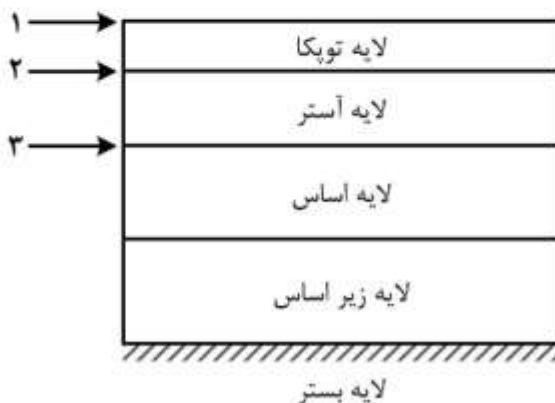 ۱
لایه توپکا
۲
لایه آستر
۳
لایه اساس
لایه زیر اساس
لایه بستر